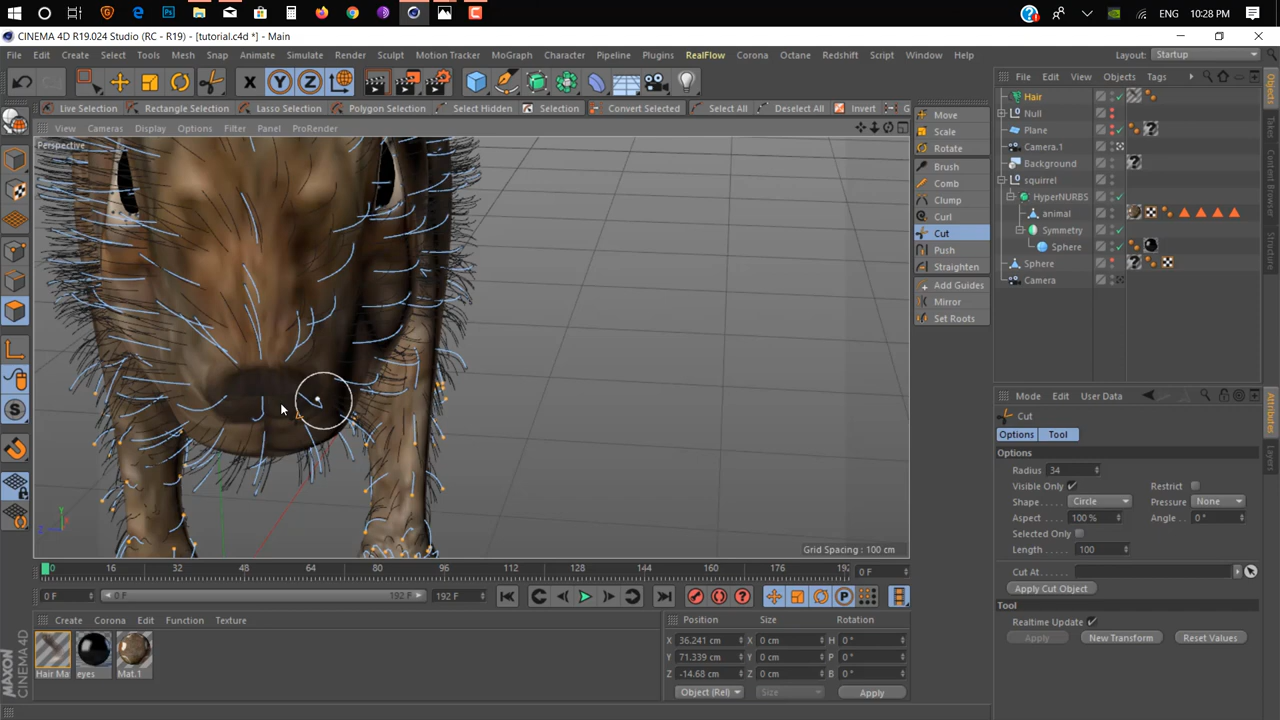 ENG 10:28 PM
CINEMA 4D R19.024 Studio (RC - R19) - [tutorial.c4d *] - Main
File Edit Create Select Tools Mesh Snap Animate Simulate Render Sculpt Motion Tracker MoGraph Character Pipeline Plugins RealFlow Corona Octane Redshift Script Window Help Layout: Startup
X Y Z File Edit View Objects Tags
Live Selection Rectangle Selection Lasso Selection Polygon Selection Select Hidden Selection Convert Selected Select All Deselect All Invert G
View Cameras Display Options Filter Panel ProRender
Perspective
Move
Scale
Rotate
Brush
Comb
Clump
Curl
Cut
Push
Straighten
Add Guides
Mirror
Set Roots
Hair
Null
Plane
Camera.1
Background
squirrel
HyperNURBS
animal
Symmetry
Sphere
Sphere
Camera
Objects
Takes
Content Browser
Structure
Mode Edit User Data
Cut
Options Tool
Options
Radius 34
Visible Only Restrict
Shape Circle Pressure None
Aspect 100 % Angle 0 °
Selected Only
Length 100
Cut At
Apply Cut Object
Tool
Realtime Update
Apply New Transform Reset Values
Attributes
Layers
Y
Z
Grid Spacing : 100 cm
0 16 32 48 64 80 96 112 128 144 160 176 192 0 F
0 F 0 F 192 F 192 F
Create Corona Edit Function Texture
Hair Ma eyes Mat.1
Position Size Rotation
X 36.241 cm X 0 cm H 0 °
Y 71.339 cm Y 0 cm P 0 °
Z -14.68 cm Z 0 cm B 0 °
Object (Rel) Size Apply
MAXON
CINEMA 4D